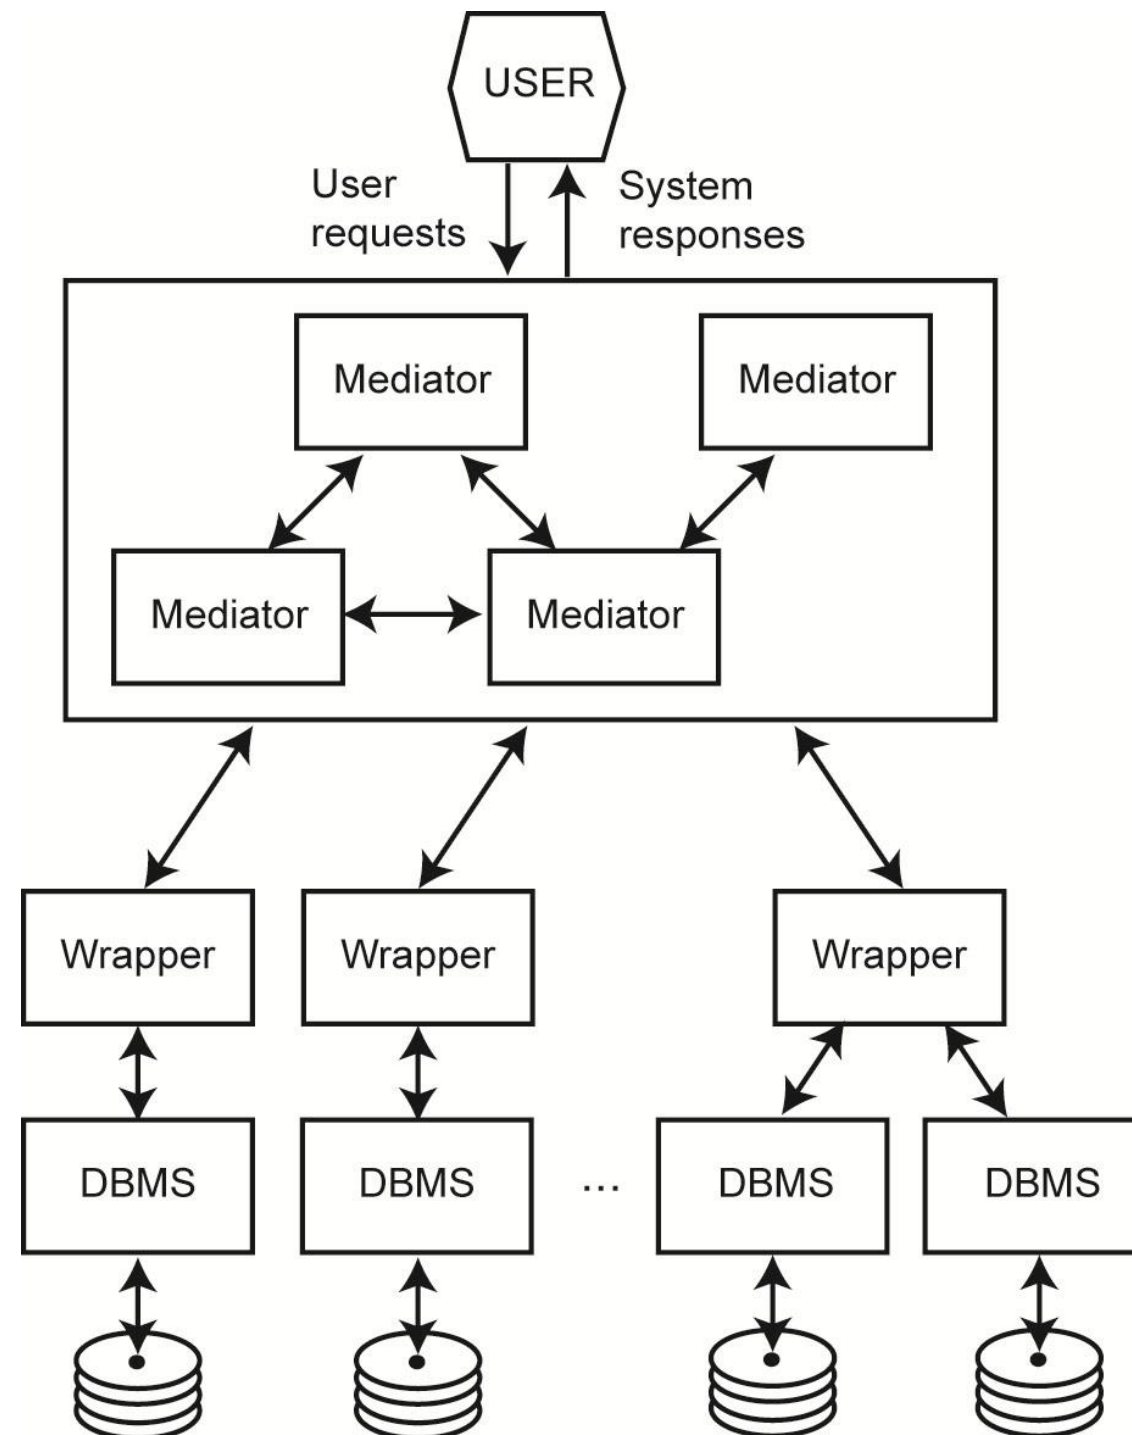 USER
User
requests
System
responses
Mediator
Mediator
Mediator
Mediator
Wrapper
Wrapper
Wrapper
DBMS
DBMS
...
DBMS
DBMS